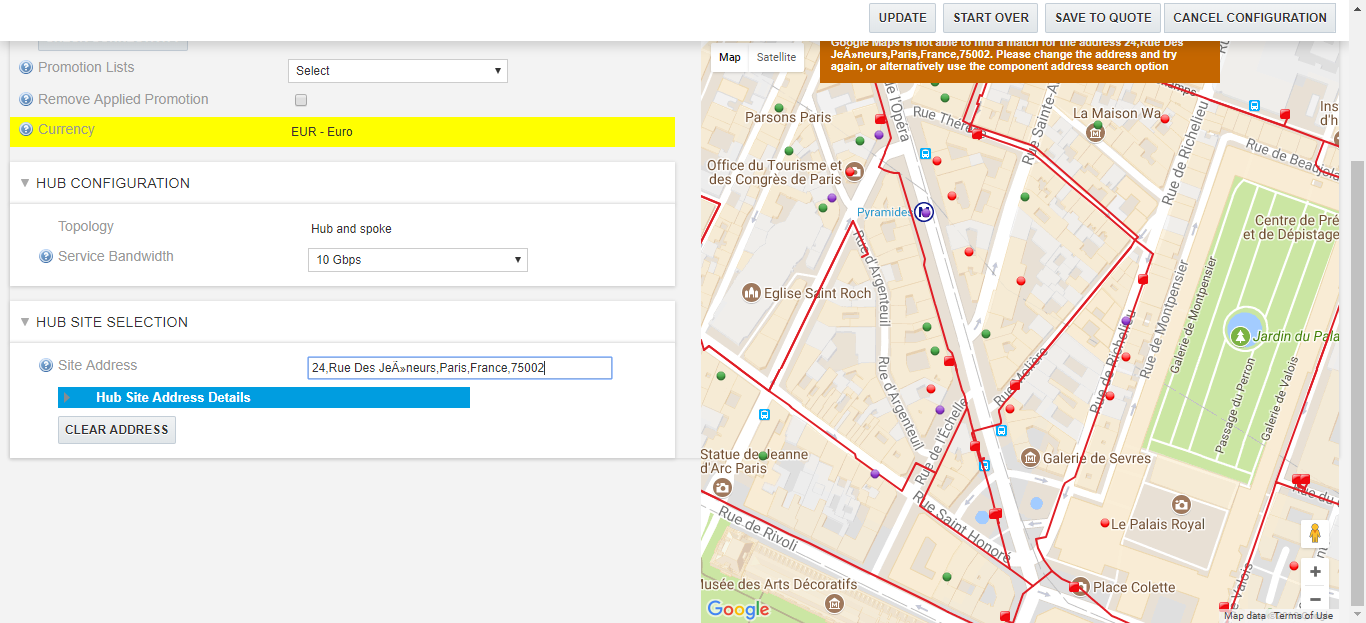 UPDATE
START OVER
SAVE TO QUOTE
CANCEL CONFIGURATION
Promotion Lists
Select
Remove Applied Promotion
Currency
EUR - Euro
HUB CONFIGURATION
Topology
Hub and spoke
Service Bandwidth
10 Gbps
HUB SITE SELECTION
Site Address
24,Rue Des JeÃ»neurs,Paris,France,75002
Hub Site Address Details
CLEAR ADDRESS
Map
Satellite
Google Maps is not able to find a match for the address 24,Rue Des
JeÃ»neurs,Paris,France,75002. Please change the address and try
again, or alternatively use the component address search option
Parsons Paris
La Maison Wa
Rue de Richelieu
Rue de Beaujola
Office du Tourisme et
des Congrès de Paris
Pyramides
Centre de Pré
et de Dépistage
Rue d'Argenteuil
Eglise Saint Roch
Rue de Montpensier
Galerie de Montpensier
Jardin du Pala
Rue de Richelieu
Rue Molière
Passage du Perron
Galerie de Valois
Rue d'Argenteuil
Rue de l'Échelle
Statue de Jeanne
d'Arc Paris
Galerie de Sevres
Rue du
Rue Saint Honoré
Le Palais Royal
Rue de Rivoli
Musée des Arts Décoratifs
Place Colette
Google
Map data
Terms of Use